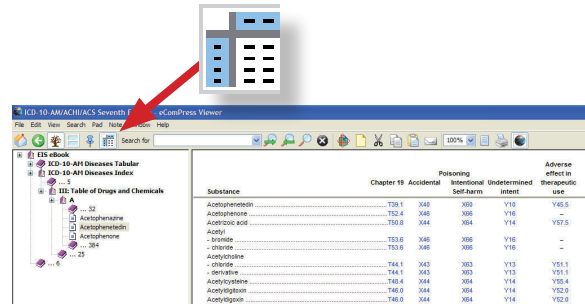 ICD-10-AM/ACHI/ACS Seventh E eComPress Viewer
File Edit View Search Pad Note Window Help
Search for
100%
EIS eBook
ICD-10-AM Diseases Tabular
ICD-10-AM Diseases Index
... 5
III: Table of Drugs and Chemicals
A
... 32
Acetophenazine
Acetophenetedin
Acetophenone
... 384
... 25
... 6
Adverse
Poisoning effect in
Chapter 19 Accidental Intentional Undetermined therapeutic
Substance Self-harm intent use
Acetophenetedin T39.1 X40 X60 Y10 Y45.5
Acetophenone T52.4 X46 X66 Y16 –
Acetrizoic acid T50.8 X44 X64 Y14 Y57.5
Acetyl
- bromide T53.6 X46 X66 Y16 –
- chloride T53.6 X46 X66 Y16 –
Acetylcholine
- chloride T44.1 X43 X63 Y13 Y51.1
- derivative T44.1 X43 X63 Y13 Y51.1
Acetylcysteine T48.4 X44 X64 Y14 Y55.4
Acetyldigitoxin T46.0 X44 X64 Y14 Y52.0
Acetyldigoxin T46.0 X44 X64 Y14 Y52.0